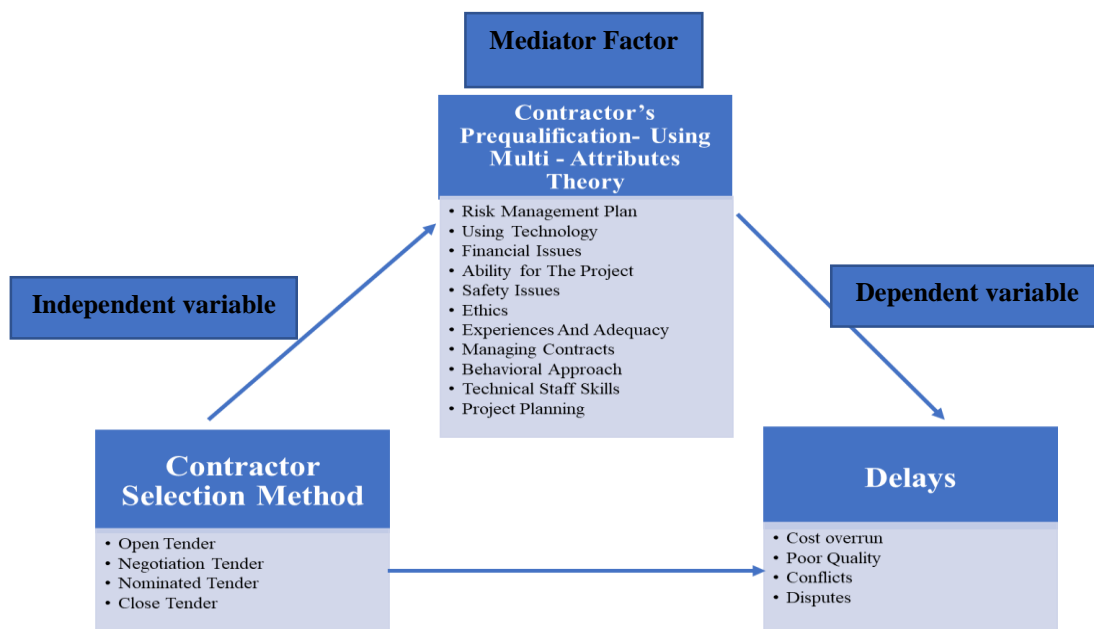 Mediator Factor
Contractor's
Prequalification- Using
Multi - Attributes
Theory
• Risk Management Plan
• Using Technology
• Financial Issues
• Ability for The Project
• Safety Issues
• Ethics
• Experiences And Adequacy
• Managing Contracts
• Behavioral Approach
• Technical Staff Skills
• Project Planning
Independent variable
Dependent variable
Contractor
Selection Method
• Open Tender
• Negotiation Tender
• Nominated Tender
• Close Tender
Delays
• Cost overrun
• Poor Quality
• Conflicts
• Disputes